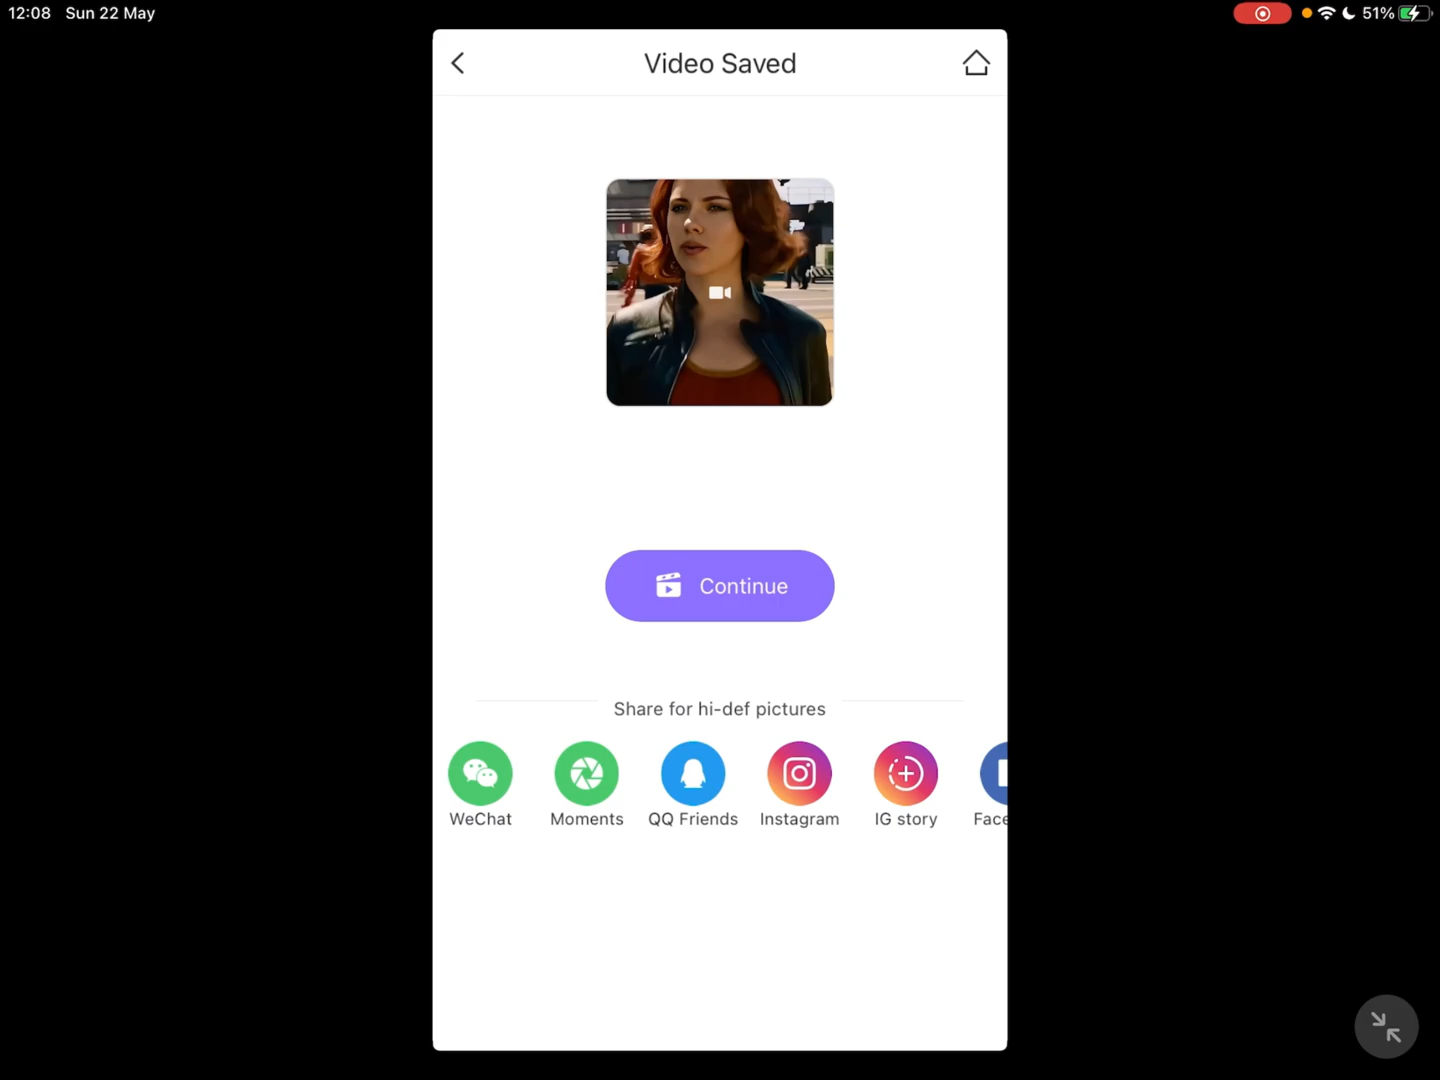 12:08 Sun 22 May 51%
Video Saved
Continue
Share for hi-def pictures
WeChat Moments QQ Friends Instagram IG story Face